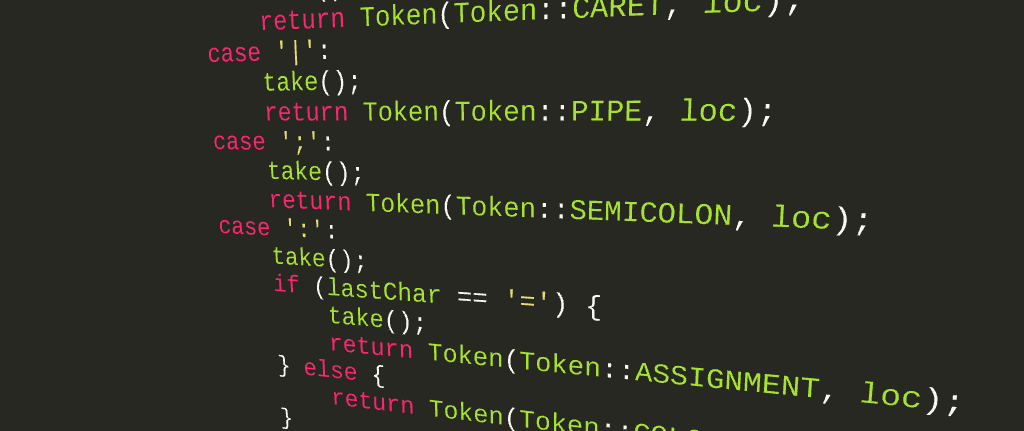 return Token(Token::CARET, loc);
case '|':
take();
return Token(Token::PIPE, loc);
case ';':
take();
return Token(Token::SEMICOLON, loc);
case ':':
take();
if (lastChar == '=') {
take();
return Token(Token::ASSIGNMENT, loc);
} else {
return Token(Token::
}